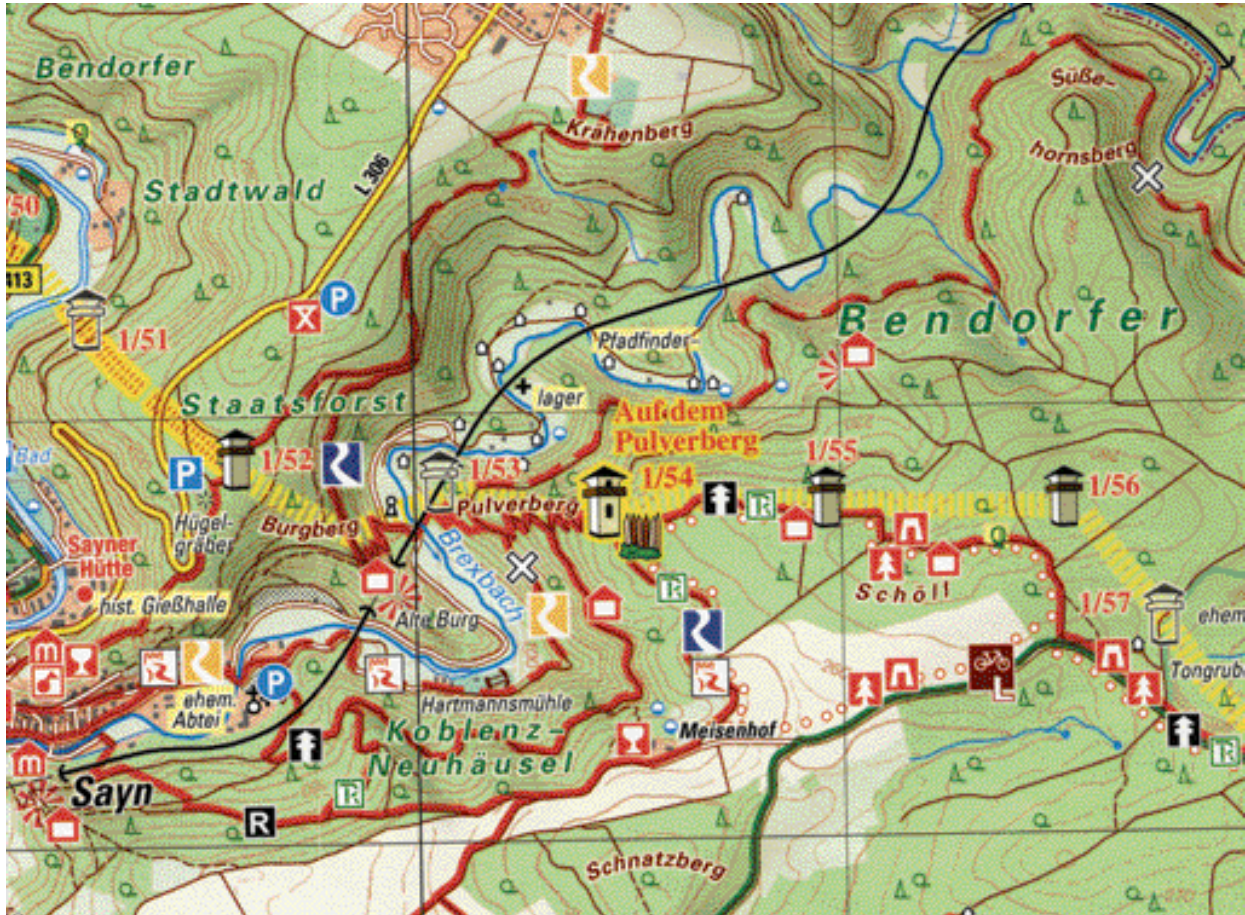 Bendorfer
Stadtwald
Q
/50
413
L 306
Krähenberg
Süße-
hornsberg
P
X
1/51
Pfadfinder-
lager
Bendorfer
Staatsforst
Auf dem
Pulverberg
Bad
P
1/52
1/53
1/54
1/55
1/56
Hügel-
gräber
Burgberg
Pulverberg
Sayner
Hütte
Brexbach
Q
hist. Gießhalle
Schöll
1/57
Alte Burg
ehem.
Tongrube
P
ehem.
Abtei
Hartmannsmühle
L
Koblenz-
Neuhäusel
Meisenhof
Sayn
R
Schnatzberg